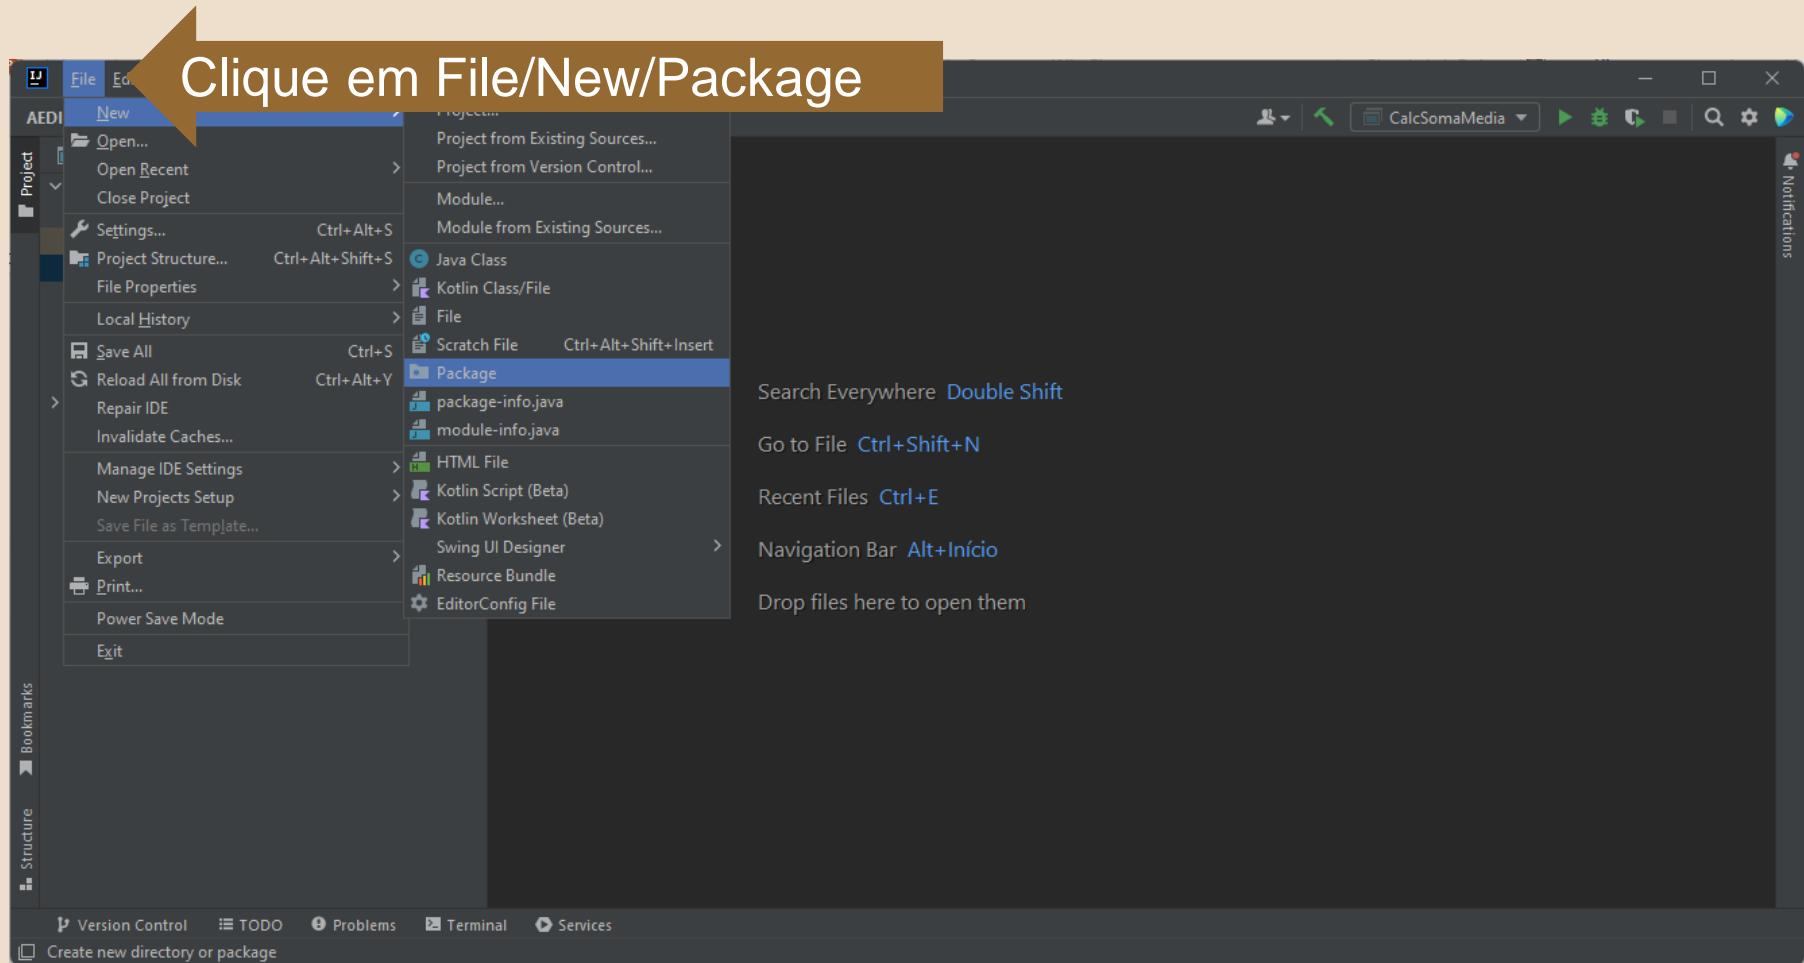 Clique em File/New/Package
IJ
File
AEDI
CalcSomaMedia
New
Open...
Open Recent
Close Project
Settings... Ctrl+Alt+S
Project Structure... Ctrl+Alt+Shift+S
File Properties
Local History
Save All Ctrl+S
Reload All from Disk Ctrl+Alt+Y
Repair IDE
Invalidate Caches...
Manage IDE Settings
New Projects Setup
Save File as Template...
Export
Print...
Power Save Mode
Exit
Project...
Project from Existing Sources...
Project from Version Control...
Module...
Module from Existing Sources...
Java Class
Kotlin Class/File
File
Scratch File Ctrl+Alt+Shift+Insert
Package
package-info.java
module-info.java
HTML File
Kotlin Script (Beta)
Kotlin Worksheet (Beta)
Swing UI Designer
Resource Bundle
EditorConfig File
Search Everywhere Double Shift
Go to File Ctrl+Shift+N
Recent Files Ctrl+E
Navigation Bar Alt+Início
Drop files here to open them
Project
Bookmarks
Structure
Notifications
Version Control TODO Problems Terminal Services
Create new directory or package